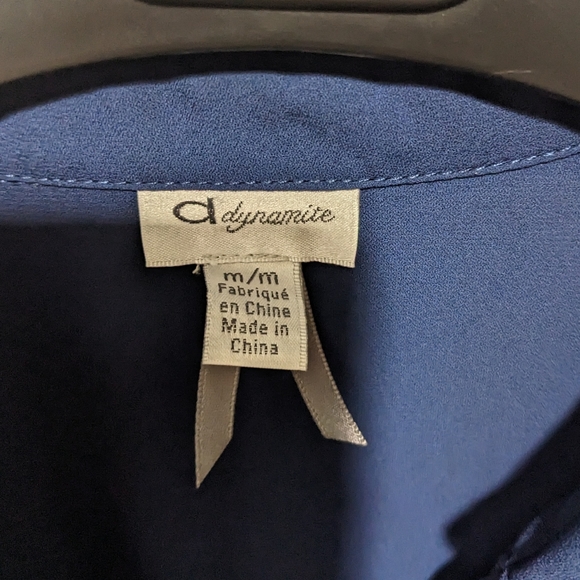 d dynamite
m/m
Fabriqué
en Chine
Made in
China